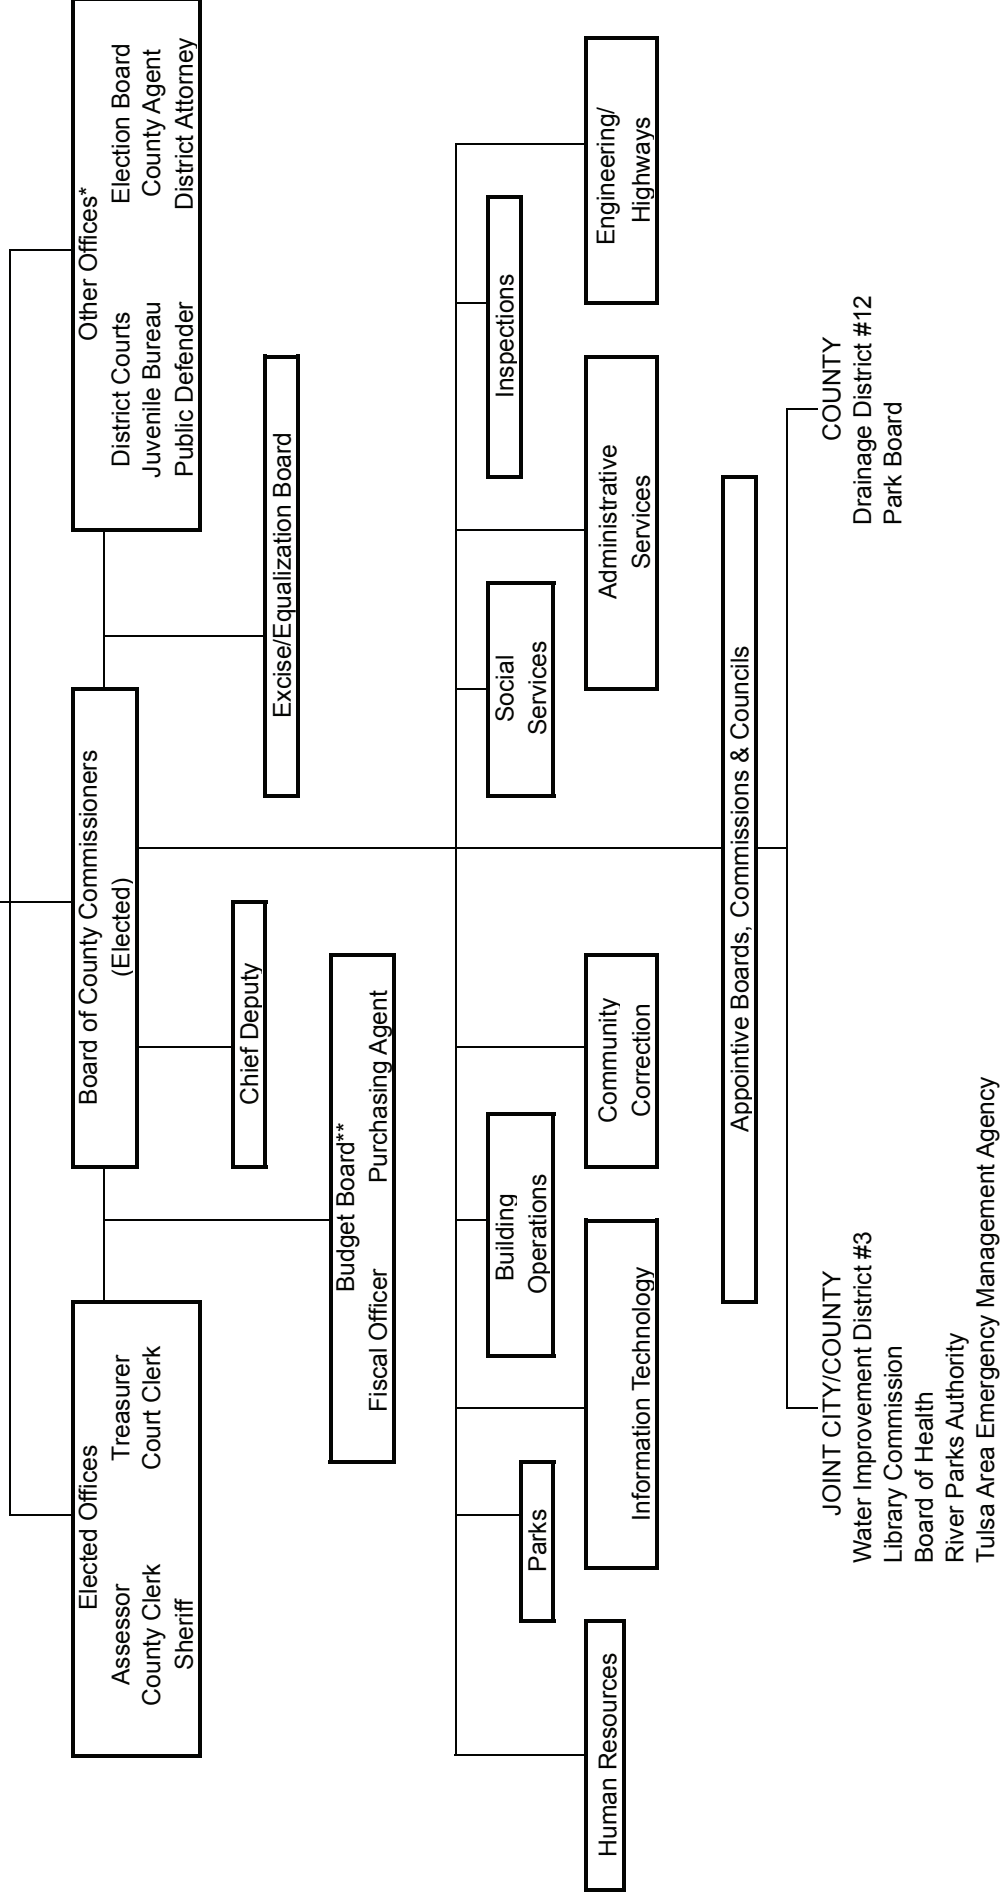 Elected Offices
Assessor Treasurer
County Clerk Court Clerk
Sheriff
Board of County Commissioners
(Elected)
Other Offices*
District Courts Election Board
Juvenile Bureau County Agent
Public Defender District Attorney
Chief Deputy
Excise/Equalization Board
Budget Board**
Fiscal Officer Purchasing Agent
Human Resources
Parks
Information Technology
Building
Operations
Community
Correction
Social
Services
Administrative
Services
Inspections
Engineering/
Highways
Appointive Boards, Commissions & Councils
JOINT CITY/COUNTY
Water Improvement District #3
Library Commission
Board of Health
River Parks Authority
Tulsa Area Emergency Management Agency
COUNTY
Drainage District #12
Park Board